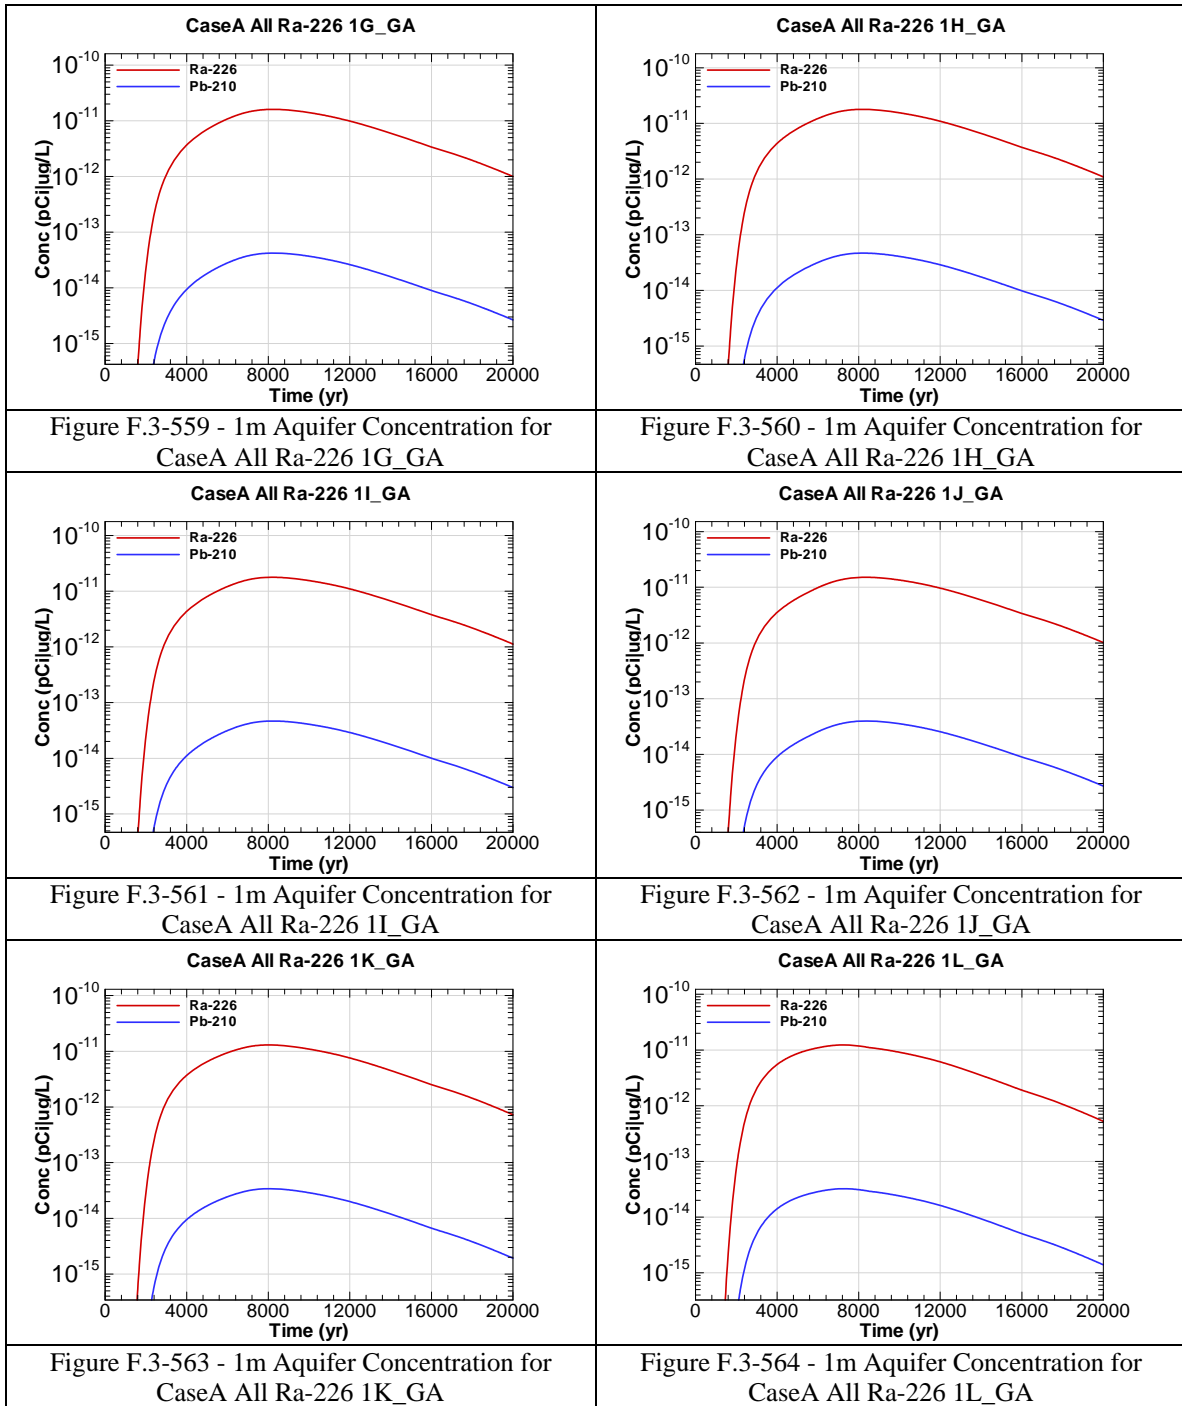 CaseA All Ra-226 1G_GA
Ra-226
Pb-210
Conc (pCi|ug/L)
10-10
10-11
10-12
10-13
10-14
10-15
0 4000 8000 12000 16000 20000
Time (yr)
Figure F.3-559 - 1m Aquifer Concentration for
CaseA All Ra-226 1G_GA
CaseA All Ra-226 1H_GA
Ra-226
Pb-210
Conc (pCi|ug/L)
10-10
10-11
10-12
10-13
10-14
10-15
0 4000 8000 12000 16000 20000
Time (yr)
Figure F.3-560 - 1m Aquifer Concentration for
CaseA All Ra-226 1H_GA
CaseA All Ra-226 1I_GA
Ra-226
Pb-210
Conc (pCi|ug/L)
10-10
10-11
10-12
10-13
10-14
10-15
0 4000 8000 12000 16000 20000
Time (yr)
Figure F.3-561 - 1m Aquifer Concentration for
CaseA All Ra-226 1I_GA
CaseA All Ra-226 1J_GA
Ra-226
Pb-210
Conc (pCi|ug/L)
10-10
10-11
10-12
10-13
10-14
10-15
0 4000 8000 12000 16000 20000
Time (yr)
Figure F.3-562 - 1m Aquifer Concentration for
CaseA All Ra-226 1J_GA
CaseA All Ra-226 1K_GA
Ra-226
Pb-210
Conc (pCi|ug/L)
10-10
10-11
10-12
10-13
10-14
10-15
0 4000 8000 12000 16000 20000
Time (yr)
Figure F.3-563 - 1m Aquifer Concentration for
CaseA All Ra-226 1K_GA
CaseA All Ra-226 1L_GA
Ra-226
Pb-210
Conc (pCi|ug/L)
10-10
10-11
10-12
10-13
10-14
10-15
0 4000 8000 12000 16000 20000
Time (yr)
Figure F.3-564 - 1m Aquifer Concentration for
CaseA All Ra-226 1L_GA